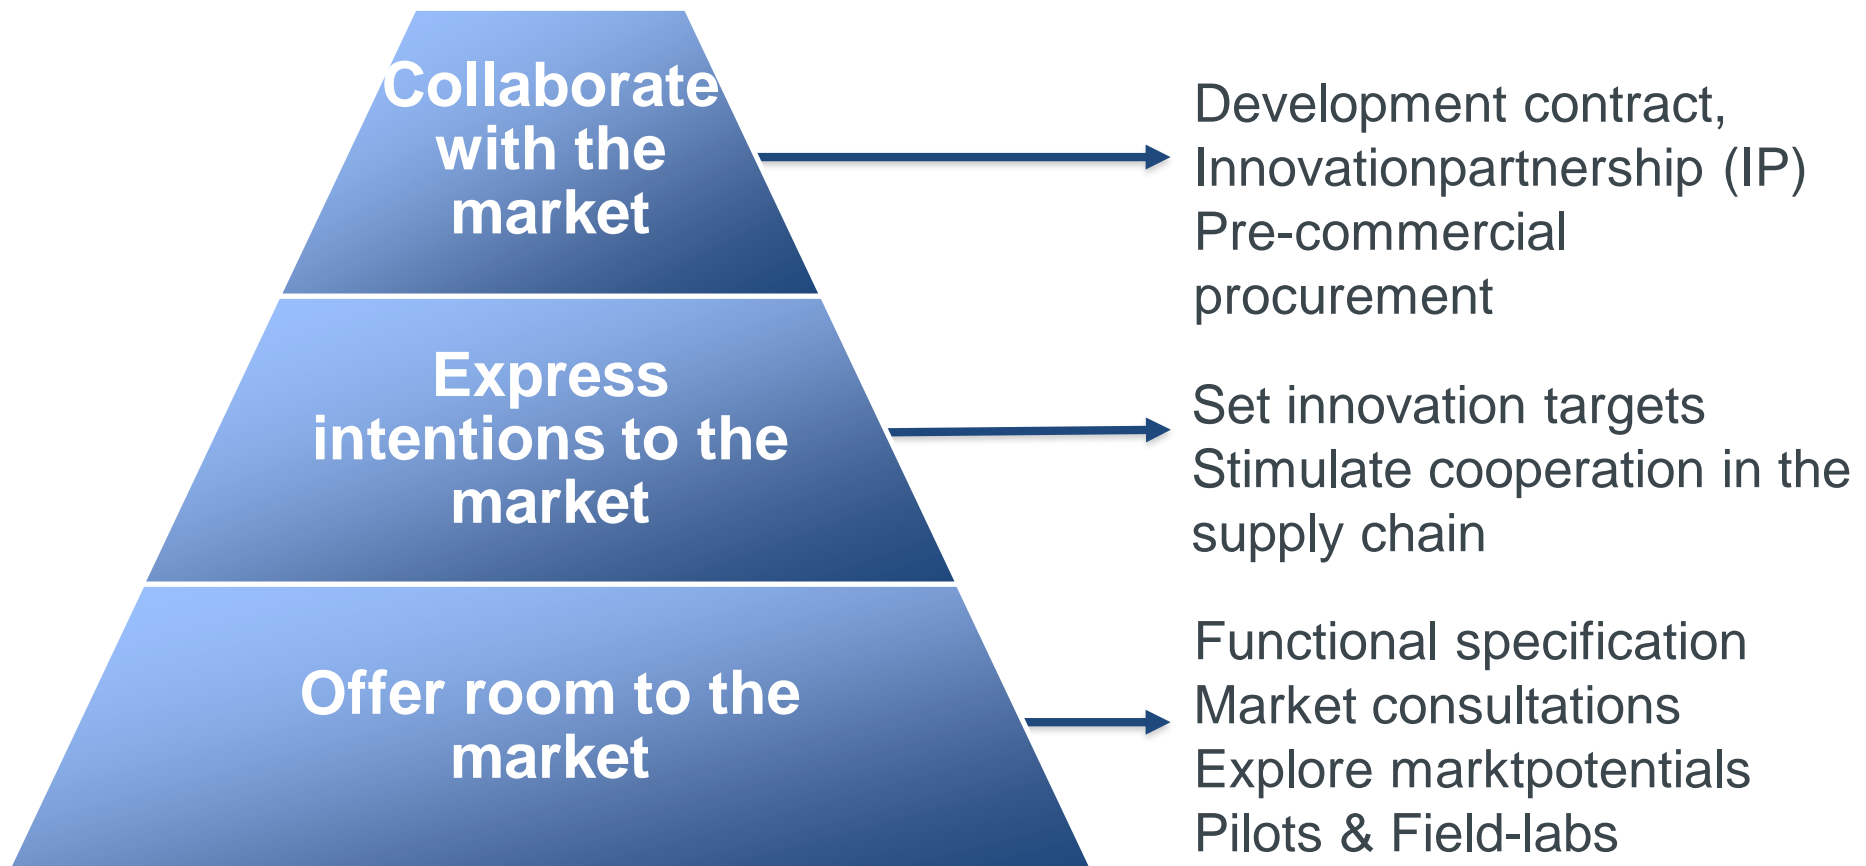 Collaborate
with the
market
Development contract,
Innovationpartnership (IP)
Pre-commercial
procurement
Express
intentions to the
market
Set innovation targets
Stimulate cooperation in the
supply chain
Offer room to the
market
Functional specification
Market consultations
Explore marktpotentials
Pilots & Field-labs